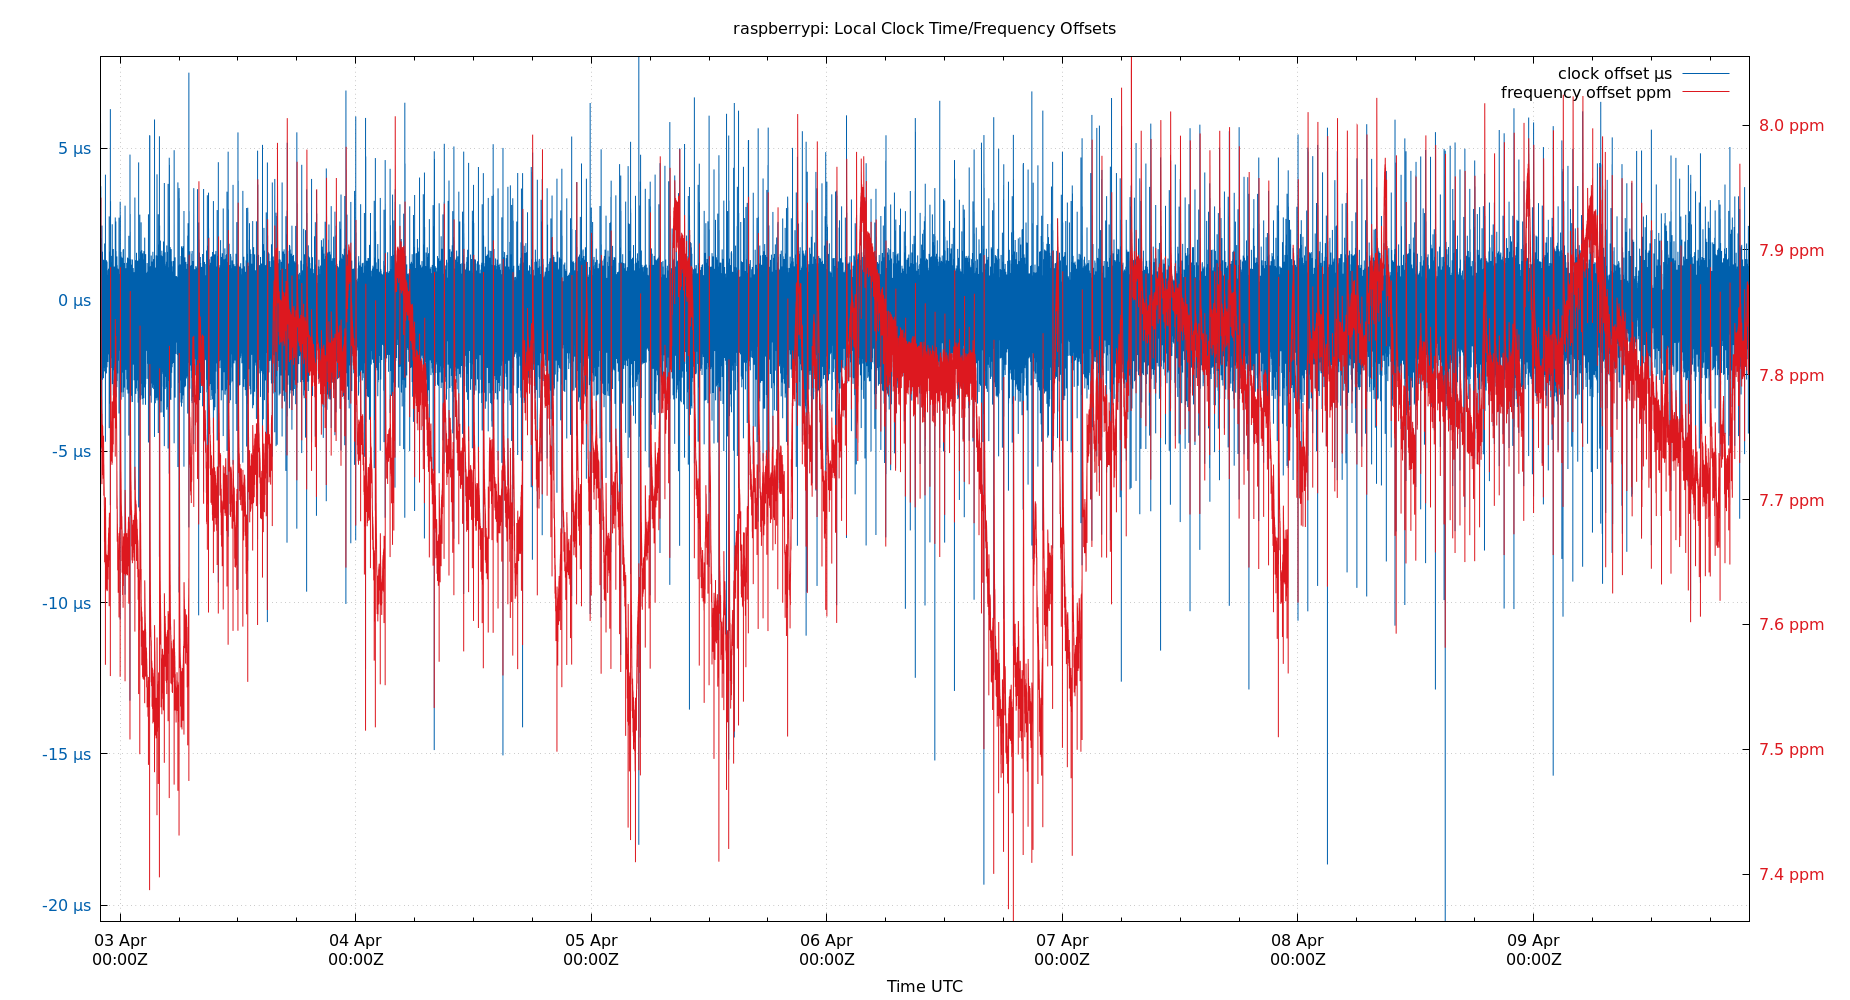 raspberrypi: Local Clock Time/Frequency Offsets
clock offset µs
frequency offset ppm
5 µs
0 µs
-5 µs
-10 µs
-15 µs
-20 µs
8.0 ppm
7.9 ppm
7.8 ppm
7.7 ppm
7.6 ppm
7.5 ppm
7.4 ppm
03 Apr 04 Apr 05 Apr 06 Apr 07 Apr 08 Apr 09 Apr
00:00Z 00:00Z 00:00Z 00:00Z 00:00Z 00:00Z 00:00Z
Time UTC